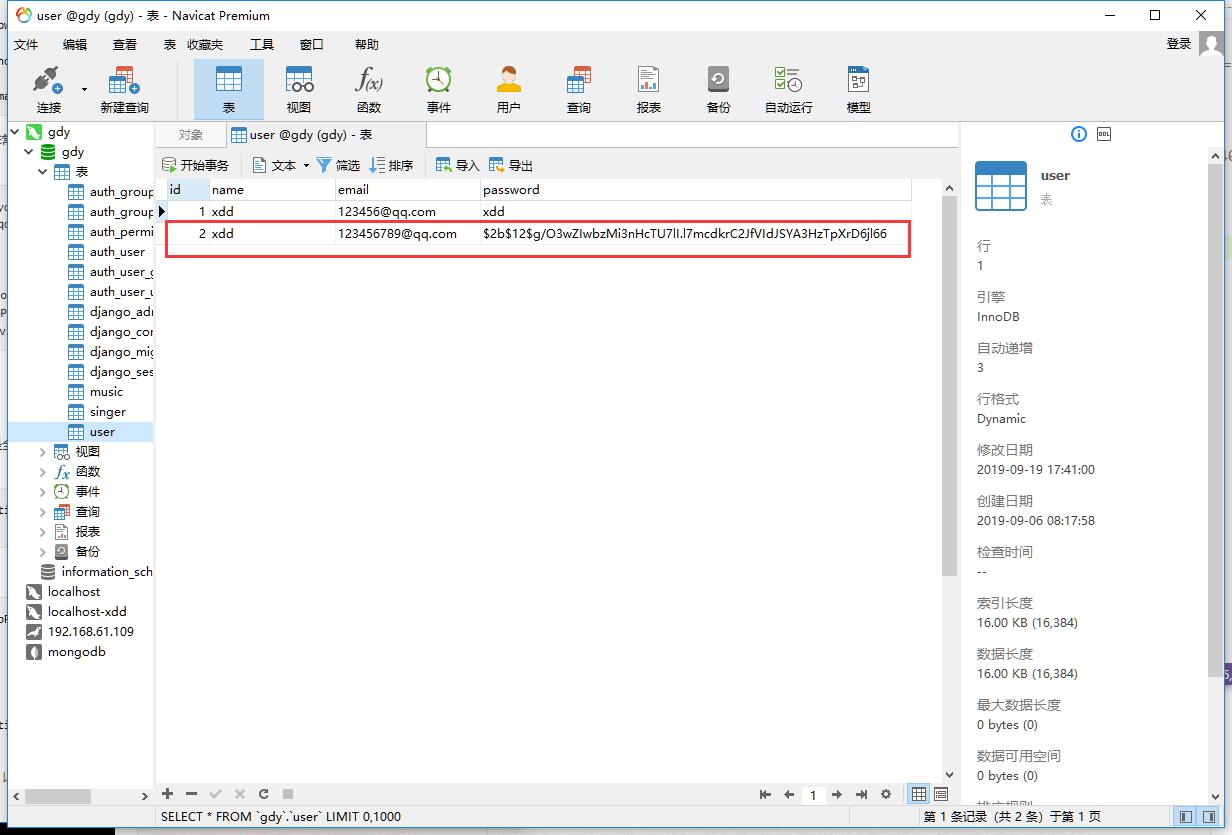 user @gdy (gdy) - 表 - Navicat Premium
文件 编辑 查看 表 收藏夹 工具 窗口 帮助 登录
连接 新建查询 表 视图 函数 事件 用户 查询 报表 备份 自动运行 模型
gdy
gdy
表
auth_group
auth_group
auth_permi
auth_user
auth_user_g
auth_user_u
django_adr
django_cor
django_mig
django_ses
music
singer
user
视图
函数
事件
查询
报表
备份
information_sch
localhost
localhost-xdd
192.168.61.109
mongodb
对象 user @gdy (gdy) - 表
开始事务 文本 筛选 排序 导入 导出
id name email password
1 xdd 123456@qq.com xdd
2 xdd 123456789@qq.com $2b$12$g/O3wZIwbzMi3nHcTU7lI.l7mcdkrC2JfVIdJSYA3HzTpXrD6jl66
DDL
user
表
行
1
引擎
InnoDB
自动递增
3
行格式
Dynamic
修改日期
2019-09-19 17:41:00
创建日期
2019-09-06 08:17:58
检查时间
--
索引长度
16.00 KB (16,384)
数据长度
16.00 KB (16,384)
最大数据长度
0 bytes (0)
数据可用空间
0 bytes (0)
1
SELECT * FROM `gdy`.`user` LIMIT 0,1000 第 1 条记录 (共 2 条) 于第 1 页